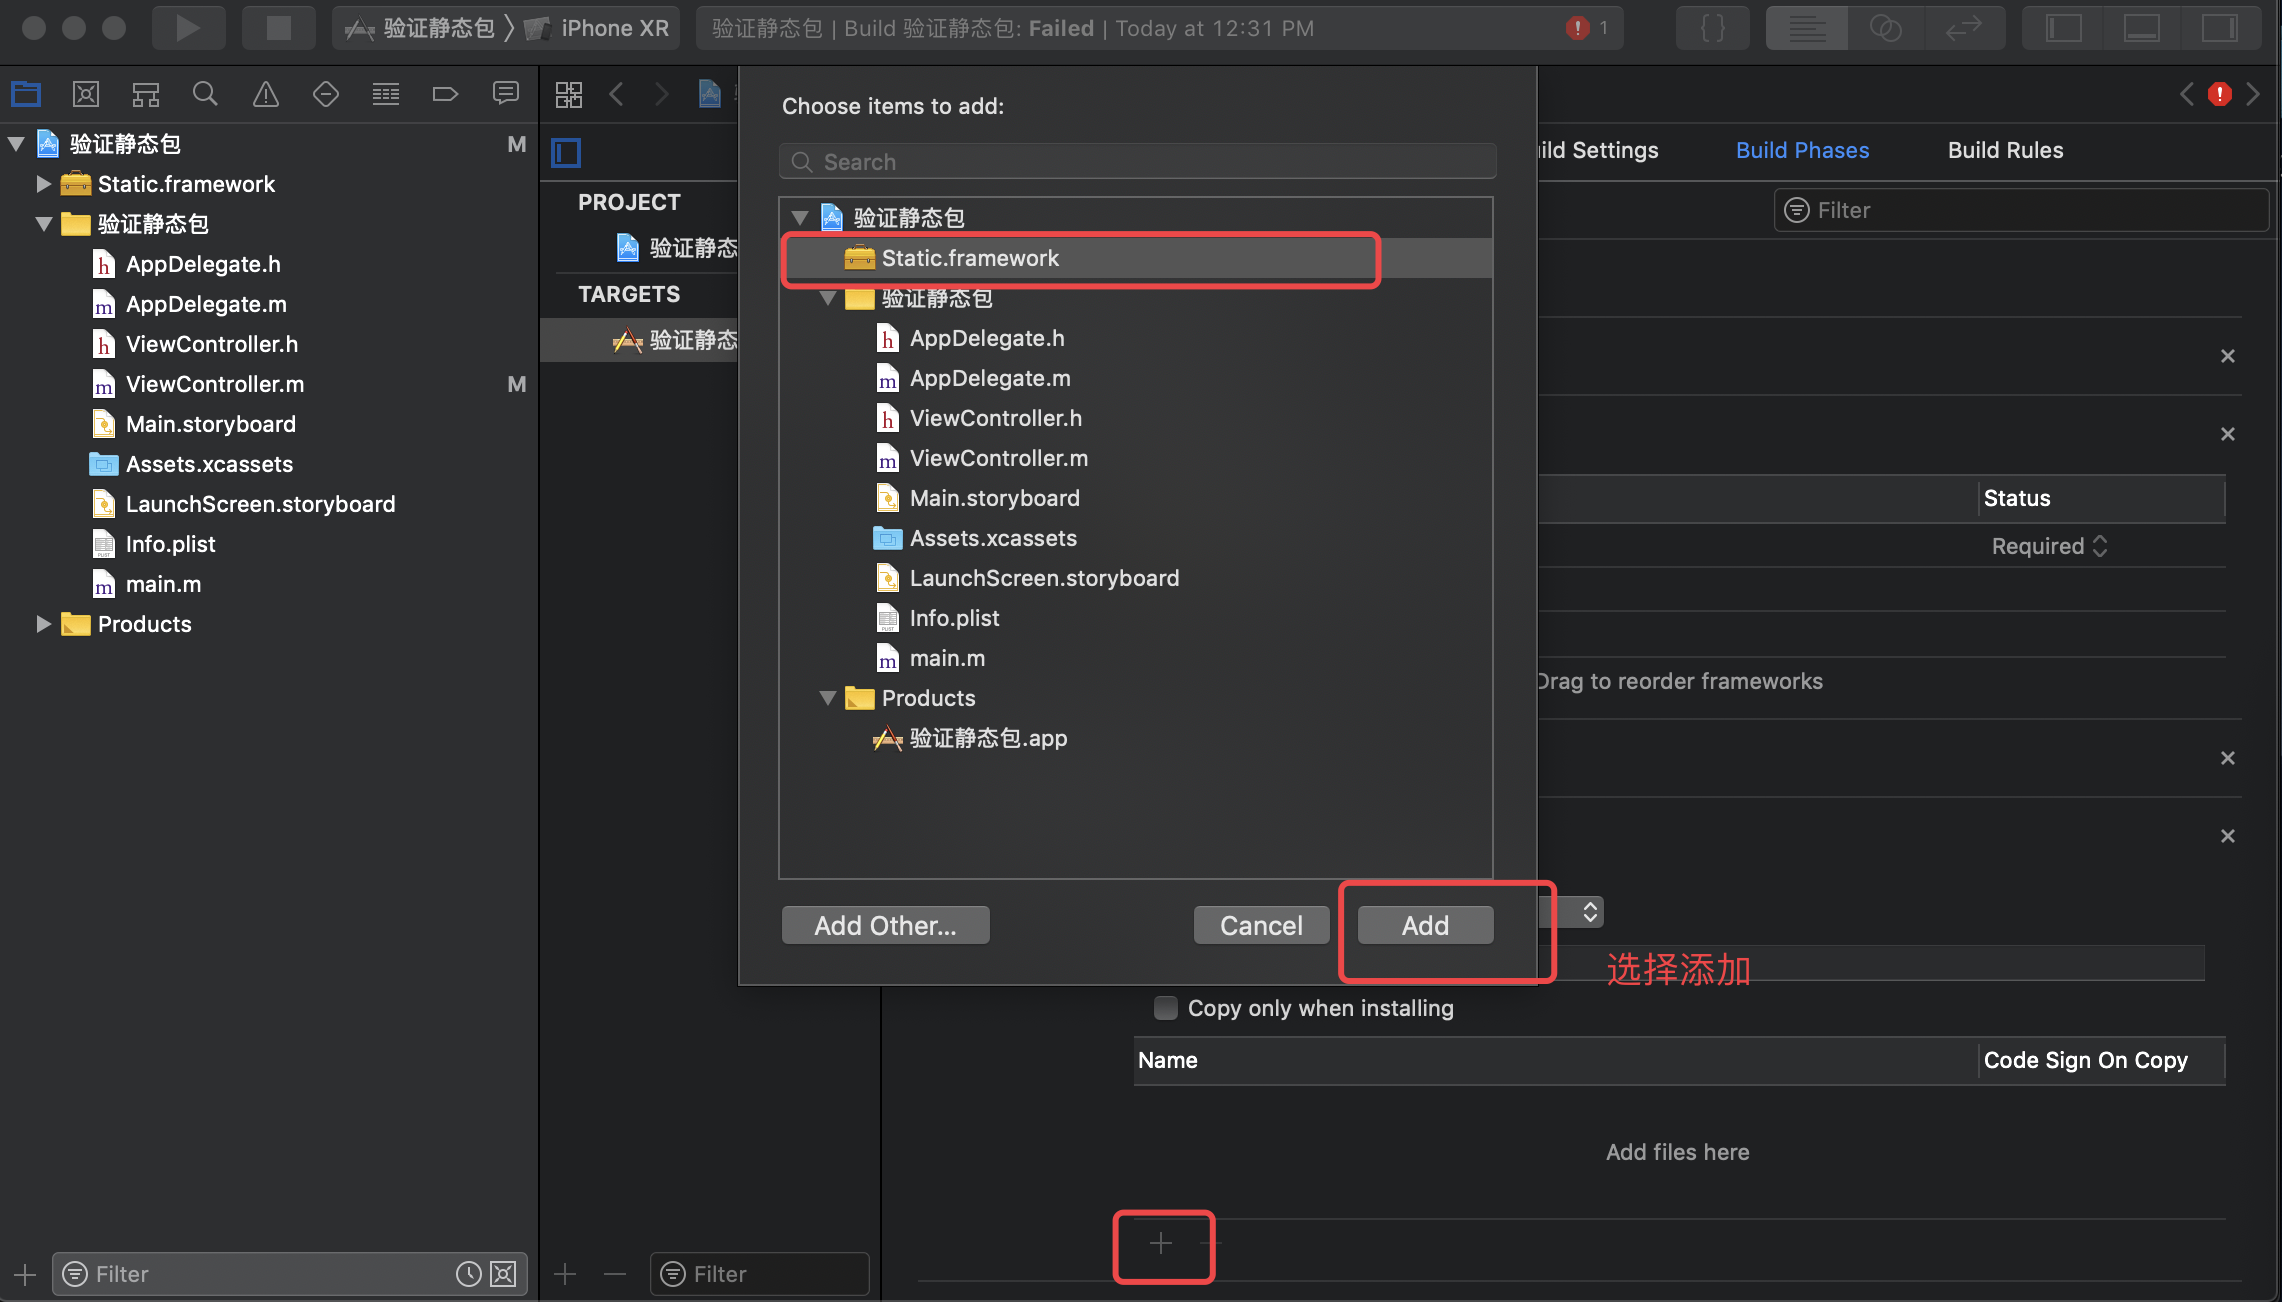 验证静态包 〉 iPhone XR
验证静态包 | Build 验证静态包: Failed | Today at 12:31 PM
1
验证静态包 M
Static.framework
验证静态包
AppDelegate.h
AppDelegate.m
ViewController.h
ViewController.m M
Main.storyboard
Assets.xcassets
LaunchScreen.storyboard
Info.plist
main.m
Products
Filter
PROJECT
验证静态
TARGETS
验证静态
Filter
Choose items to add:
Search
验证静态包
Static.framework
验证静态包
AppDelegate.h
AppDelegate.m
ViewController.h
ViewController.m
Main.storyboard
Assets.xcassets
LaunchScreen.storyboard
Info.plist
main.m
Products
验证静态包.app
Add Other...
Cancel
Add
选择添加
ild Settings
Build Phases
Build Rules
Filter
Status
Required
Drag to reorder frameworks
Copy only when installing
Name
Code Sign On Copy
Add files here